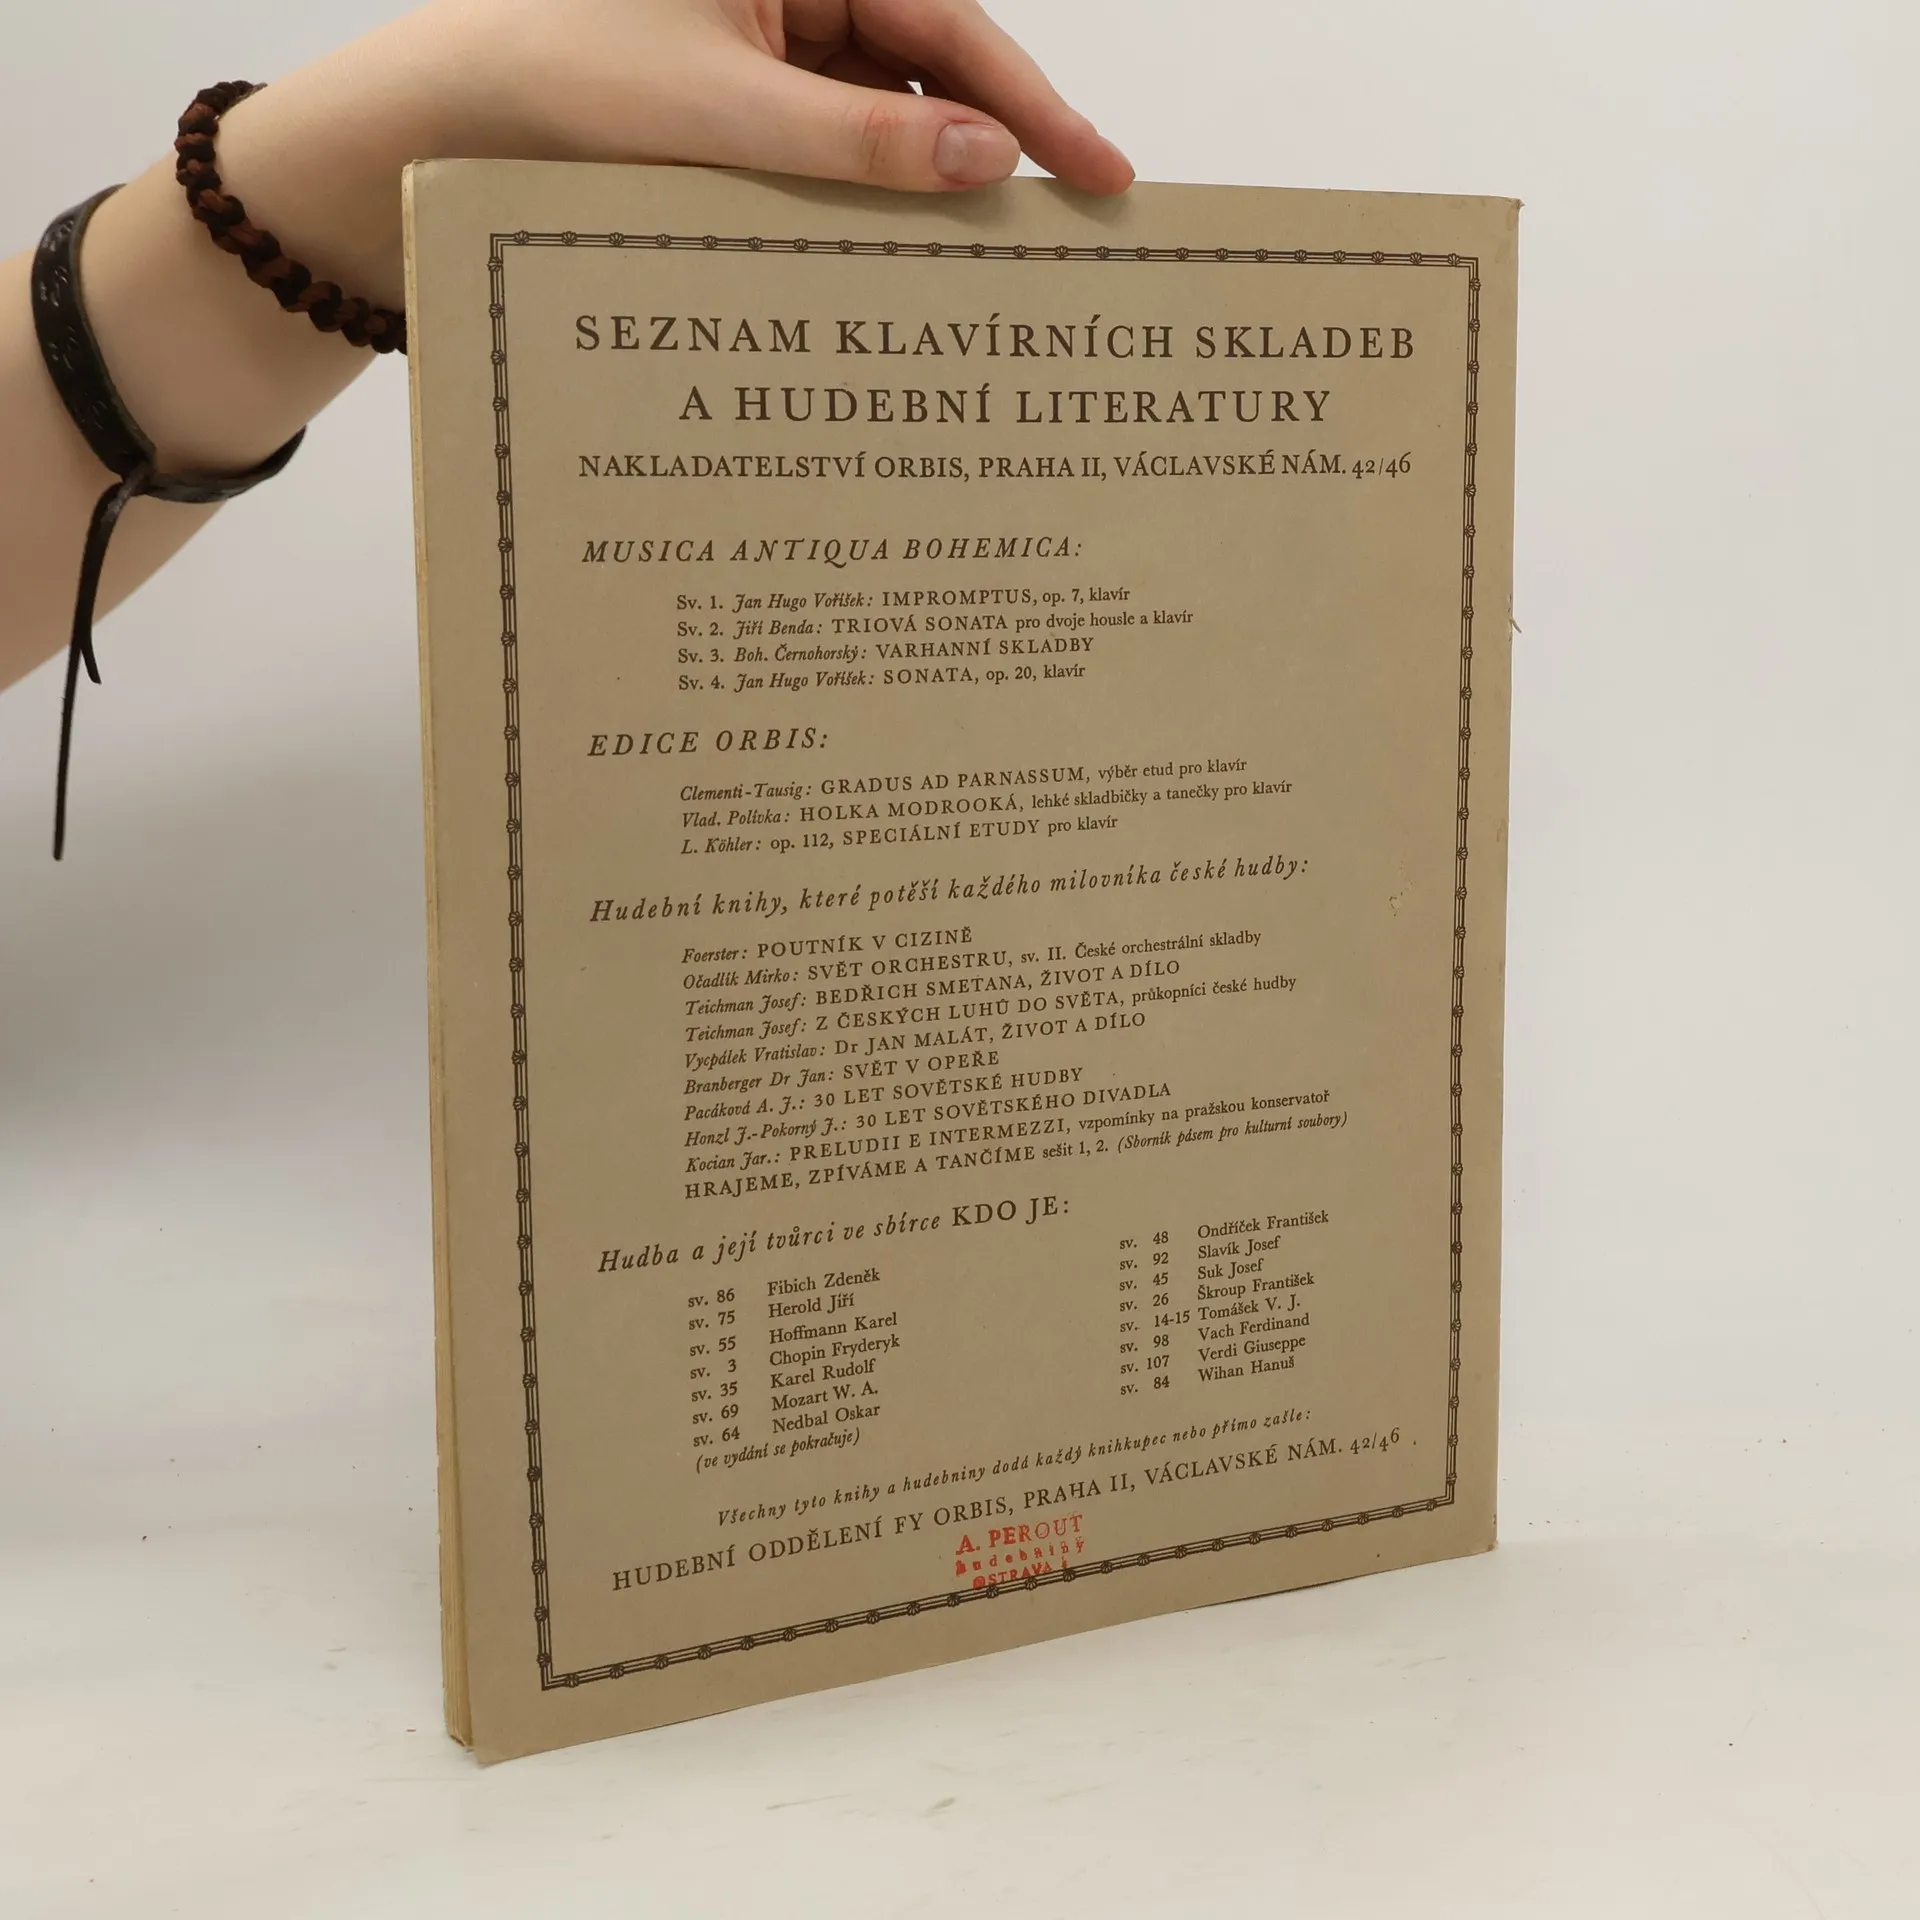 SEZNAM KLAVÍRNÍCH SKLADEB
A HUDEBNÍ LITERATURY
NAKLADATELSTVÍ ORBIS, PRAHA II, VÁCLAVSKÉ NÁM. 42/46
MUSICA ANTIQUA BOHEMICA:
Sv. 1. Jan Hugo Voříšek: IMPROMPTUS, op. 7, klavír
Sv. 2. Jiří Benda: TRIOVÁ SONATA pro dvoje housle a klavír
Sv. 3. Boh. Černohorský: VARHANNÍ SKLADBY
Sv. 4. Jan Hugo Voříšek: SONATA, op. 20, klavír
EDICE ORBIS:
Clementi-Tausig: GRADUS AD PARNASSUM, výběr etud pro klavír
Vlad. Polívka: HOLKA MODROOKÁ, lehké skladbičky a tanečky pro klavír
L. Köhler: op. 112, SPECIÁLNÍ ETUDY pro klavír
Hudební knihy, které potěší každého milovníka české hudby:
Foerster: POUTNÍK V CIZINĚ
Očadlík Mirko: SVĚT ORCHESTRU, sv. II. České orchestrální skladby
Teichman Josef: BEDŘICH SMETANA, ŽIVOT A DÍLO
Teichman Josef: Z ČESKÝCH LUHŮ DO SVĚTA, průkopníci české hudby
Vycpálek Vratislav: Dr JAN MALÁT, ŽIVOT A DÍLO
Branberger Dr Jan: SVĚT V OPEŘE
Pacáková A. J.: 30 LET SOVĚTSKÉ HUDBY
Honzl J.-Pokorný J.: 30 LET SOVĚTSKÉHO DIVADLA
Kocian Jar.: PRELUDII E INTERMEZZI, vzpomínky na pražskou konservatoř
HRAJEME, ZPÍVÁME A TANČÍME sešit 1, 2. (Sborník pásem pro kulturní soubory)
Hudba a její tvůrci ve sbírce KDO JE:
sv. 86 Fibich Zdeněk
sv. 75 Herold Jiří
sv. 55 Hoffmann Karel
sv. 3 Chopin Fryderyk
sv. 35 Karel Rudolf
sv. 69 Mozart W. A.
sv. 64 Nedbal Oskar
(ve vydání se pokračuje)
sv. 48 Ondříček František
sv. 92 Slavík Josef
sv. 45 Suk Josef
sv. 26 Škroup František
sv. 14-15 Tomášek V. J.
sv. 98 Vach Ferdinand
sv. 107 Verdi Giuseppe
sv. 84 Wihan Hanuš
Všechny tyto knihy a hudebniny dodá každý knihkupec nebo přímo zašle:
HUDEBNÍ ODDĚLENÍ FY ORBIS, PRAHA II, VÁCLAVSKÉ NÁM. 42/46
A. PEROUT
hudebniny
OSTRAVA I